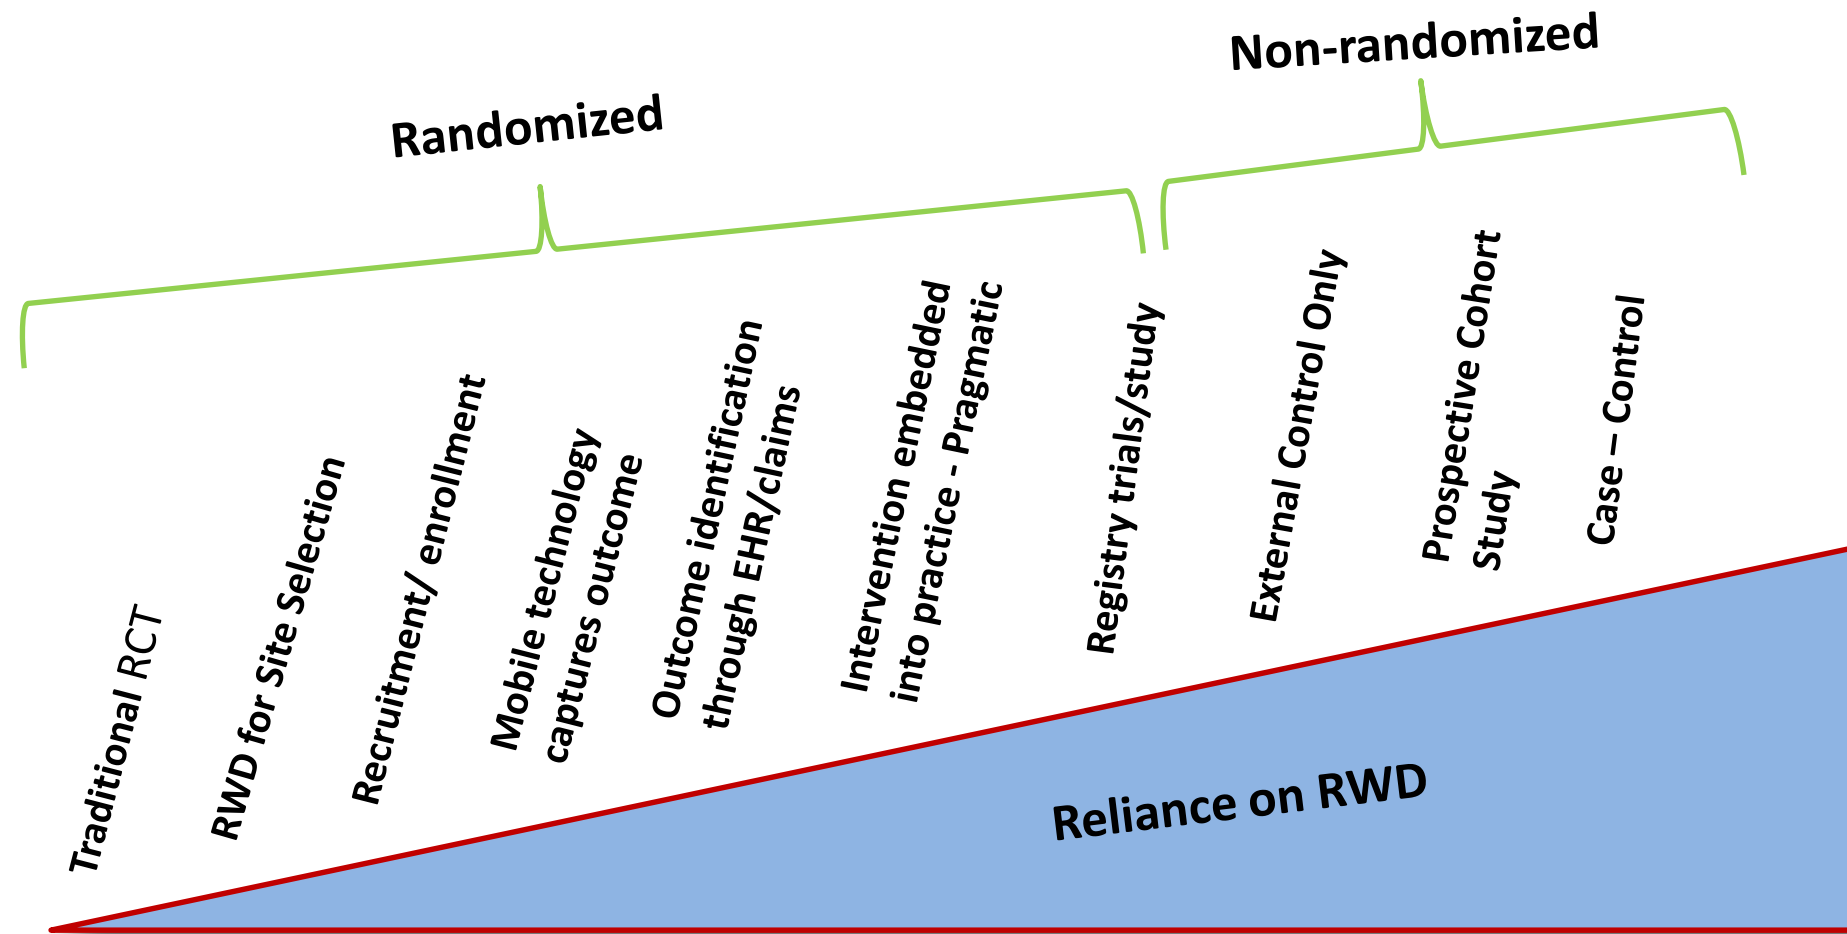 Randomized
Non-randomized
Traditional RCT
RWD for Site Selection
Recruitment/ enrollment
Mobile technology
captures outcome
Outcome identification
through EHR/claims
Intervention embedded
into practice - Pragmatic
Registry trials/study
External Control Only
Prospective Cohort
Study
Case – Control
Reliance on RWD